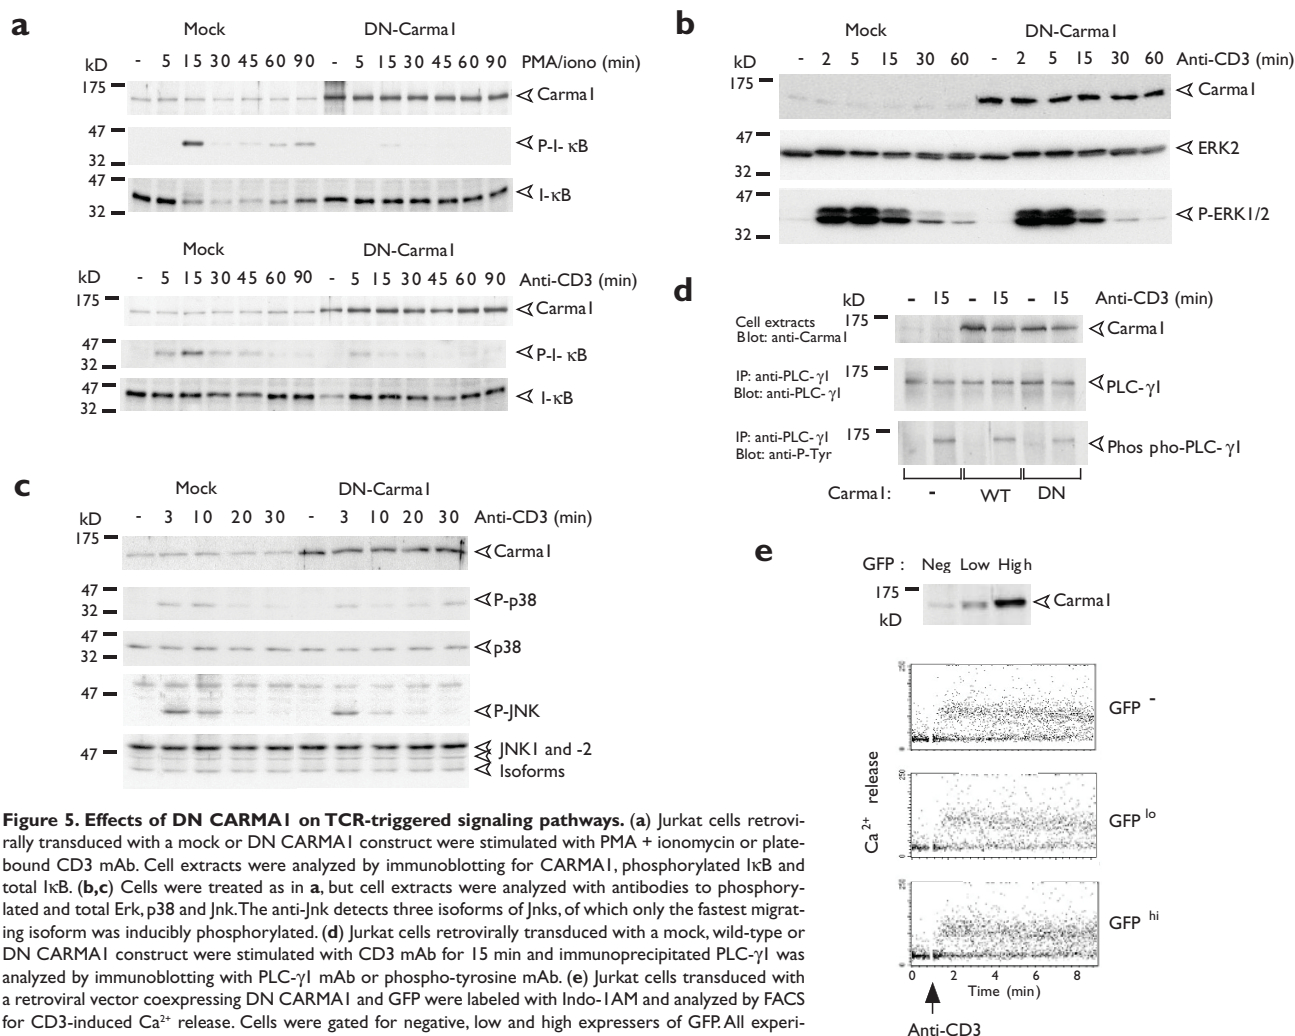 a
Mock DN-Carma1
kD - 5 15 30 45 60 90 - 5 15 30 45 60 90 PMA/iono (min)
175 Carma1
47 P-I- κB
32
47 I-κB
32
Mock DN-Carma1
kD - 5 15 30 45 60 90 - 5 15 30 45 60 90 Anti-CD3 (min)
175 Carma1
47 P-I- κB
32
47 I-κB
32
b
Mock DN-Carma1
kD - 2 5 15 30 60 - 2 5 15 30 60 Anti-CD3 (min)
175 Carma1
47 ERK2
32
47 P-ERK1/2
32
c
Mock DN-Carma1
kD - 3 10 20 30 - 3 10 20 30 Anti-CD3 (min)
175 Carma1
47 P-p38
32
47 p38
32
47 P-JNK
47 JNK1 and -2
Isoforms
d
kD - 15 - 15 - 15 Anti-CD3 (min)
Cell extracts 175 Carma1
Blot: anti-Carma1
IP: anti-PLC-γ1 175 PLC-γ1
Blot: anti-PLC-γ1
IP: anti-PLC-γ1 175 Phos pho-PLC-γ1
Blot: anti-P-Tyr
Carma1: - WT DN
e
GFP : Neg Low High
175 Carma1
kD
250
GFP -
250
Ca2+ release
GFP lo
250
GFP hi
0 2 4 6 8
Time (min)
Anti-CD3
Figure 5. Effects of DN CARMA1 on TCR-triggered signaling pathways. (a) Jurkat cells retrovi-
rally transduced with a mock or DN CARMA1 construct were stimulated with PMA + ionomycin or plate-
bound CD3 mAb. Cell extracts were analyzed by immunoblotting for CARMA1, phosphorylated IκB and
total IκB. (b,c) Cells were treated as in a, but cell extracts were analyzed with antibodies to phosphory-
lated and total Erk, p38 and Jnk. The anti-Jnk detects three isoforms of Jnks, of which only the fastest migrat-
ing isoform was inducibly phosphorylated. (d) Jurkat cells retrovirally transduced with a mock, wild-type or
DN CARMA1 construct were stimulated with CD3 mAb for 15 min and immunoprecipitated PLC-γ1 was
analyzed by immunoblotting with PLC-γ1 mAb or phospho-tyrosine mAb. (e) Jurkat cells transduced with
a retroviral vector coexpressing DN CARMA1 and GFP were labeled with Indo-1AM and analyzed by FACS
for CD3-induced Ca2+ release. Cells were gated for negative, low and high expressers of GFP. All experi-